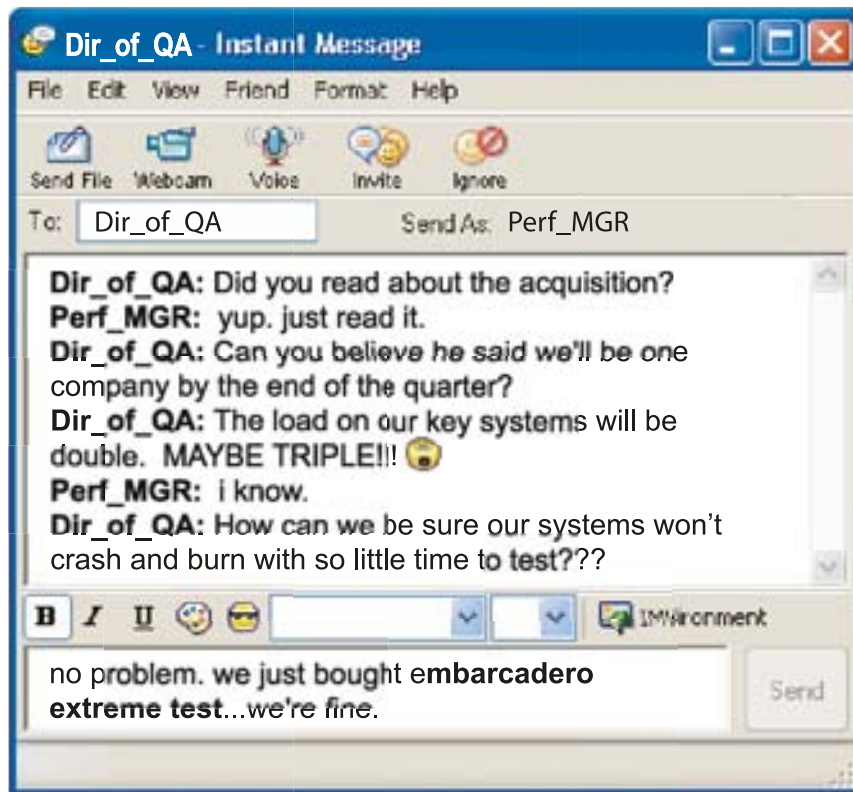 Dir_of_QA - Instant Message
File Edit View Friend Format Help
Send File Webcam Voice Invite Ignore
To: Dir_of_QA Send As: Perf_MGR
Dir_of_QA: Did you read about the acquisition?
Perf_MGR: yup. just read it.
Dir_of_QA: Can you believe he said we'll be one
company by the end of the quarter?
Dir_of_QA: The load on our key systems will be
double. MAYBE TRIPLE!!!
Perf_MGR: i know.
Dir_of_QA: How can we be sure our systems won't
crash and burn with so little time to test???
B I U IMVironment
no problem. we just bought embarcadero
extreme test...we're fine.
Send